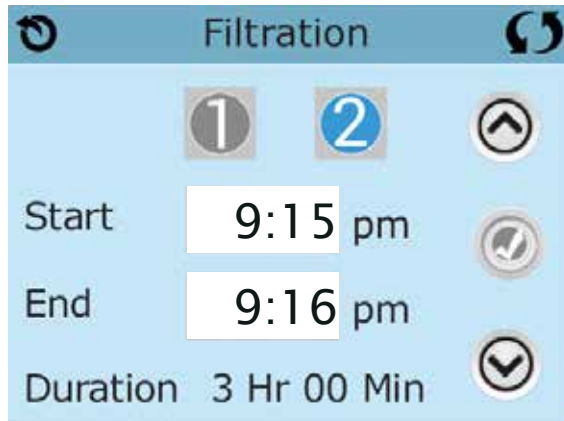 Filtration
1 2
Start 9:15 pm
End 9:16 pm
Duration 3 Hr 00 Min